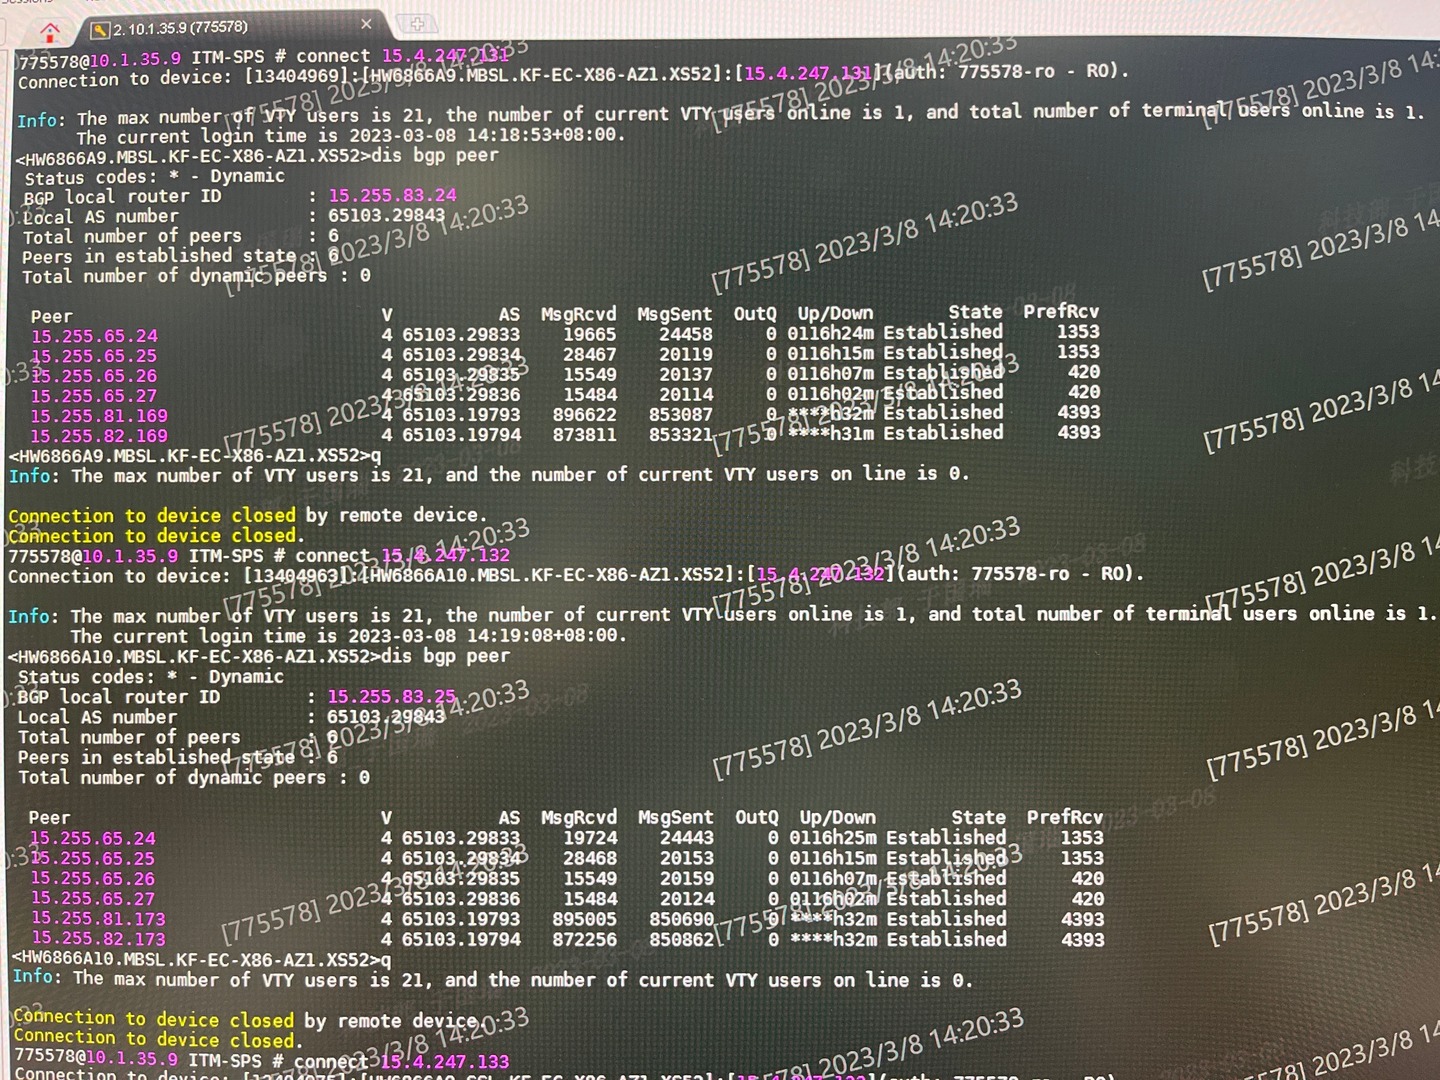 2. 10.1.35.9 (775578)
775578@10.1.35.9 ITM-SPS # connect 15.4.247.131
Connection to device: [13404969]:[HW6866A9.MBSL.KF-EC-X86-AZ1.XS52]:[15.4.247.131](auth: 775578-ro - RO).
Info: The max number of VTY users is 21, the number of current VTY users online is 1, and total number of terminal users online is 1.
The current login time is 2023-03-08 14:18:53+08:00.
<HW6866A9.MBSL.KF-EC-X86-AZ1.XS52>dis bgp peer
Status codes: * - Dynamic
BGP local router ID : 15.255.83.24
Local AS number : 65103.29843
Total number of peers : 6
Peers in established state : 6
Total number of dynamic peers : 0
Peer V AS MsgRcvd MsgSent OutQ Up/Down State PrefRcv
15.255.65.24 4 65103.29833 19665 24458 0 0116h24m Established 1353
15.255.65.25 4 65103.29834 28467 20119 0 0116h15m Established 1353
15.255.65.26 4 65103.29835 15549 20137 0 0116h07m Established 420
15.255.65.27 4 65103.29836 15484 20114 0 0116h02m Established 420
15.255.81.169 4 65103.19793 896622 853087 0 ****h32m Established 4393
15.255.82.169 4 65103.19794 873811 853321 0 ****h31m Established 4393
<HW6866A9.MBSL.KF-EC-X86-AZ1.XS52>q
Info: The max number of VTY users is 21, and the number of current VTY users on line is 0.
Connection to device closed by remote device.
Connection to device closed.
775578@10.1.35.9 ITM-SPS # connect 15.4.247.132
Connection to device: [13404963]:[HW6866A10.MBSL.KF-EC-X86-AZ1.XS52]:[15.4.247.132](auth: 775578-ro - RO).
Info: The max number of VTY users is 21, the number of current VTY users online is 1, and total number of terminal users online is 1.
The current login time is 2023-03-08 14:19:08+08:00.
<HW6866A10.MBSL.KF-EC-X86-AZ1.XS52>dis bgp peer
Status codes: * - Dynamic
BGP local router ID : 15.255.83.25
Local AS number : 65103.29843
Total number of peers : 6
Peers in established state : 6
Total number of dynamic peers : 0
Peer V AS MsgRcvd MsgSent OutQ Up/Down State PrefRcv
15.255.65.24 4 65103.29833 19724 24443 0 0116h25m Established 1353
15.255.65.25 4 65103.29834 28468 20153 0 0116h15m Established 1353
15.255.65.26 4 65103.29835 15549 20159 0 0116h07m Established 420
15.255.65.27 4 65103.29836 15484 20124 0 0116h02m Established 420
15.255.81.173 4 65103.19793 895005 850690 0 ****h32m Established 4393
15.255.82.173 4 65103.19794 872256 850862 0 ****h32m Established 4393
<HW6866A10.MBSL.KF-EC-X86-AZ1.XS52>q
Info: The max number of VTY users is 21, and the number of current VTY users on line is 0.
Connection to device closed by remote device.
Connection to device closed.
775578@10.1.35.9 ITM-SPS # connect 15.4.247.133
[775578] 2023/3/8 14:20:33